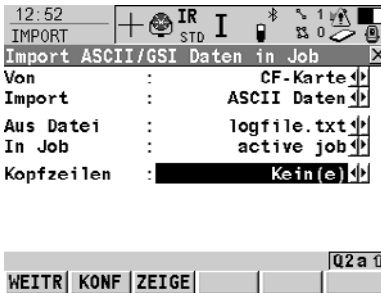 12:52
IMPORT
IR
STD
I
1
0
Import ASCII/GSI Daten in Job X
Von : CF-Karte
Import : ASCII Daten
Aus Datei : logfile.txt
In Job : active job
Kopfzeilen : Kein(e)
Q2a
WEITR KONF ZEIGE